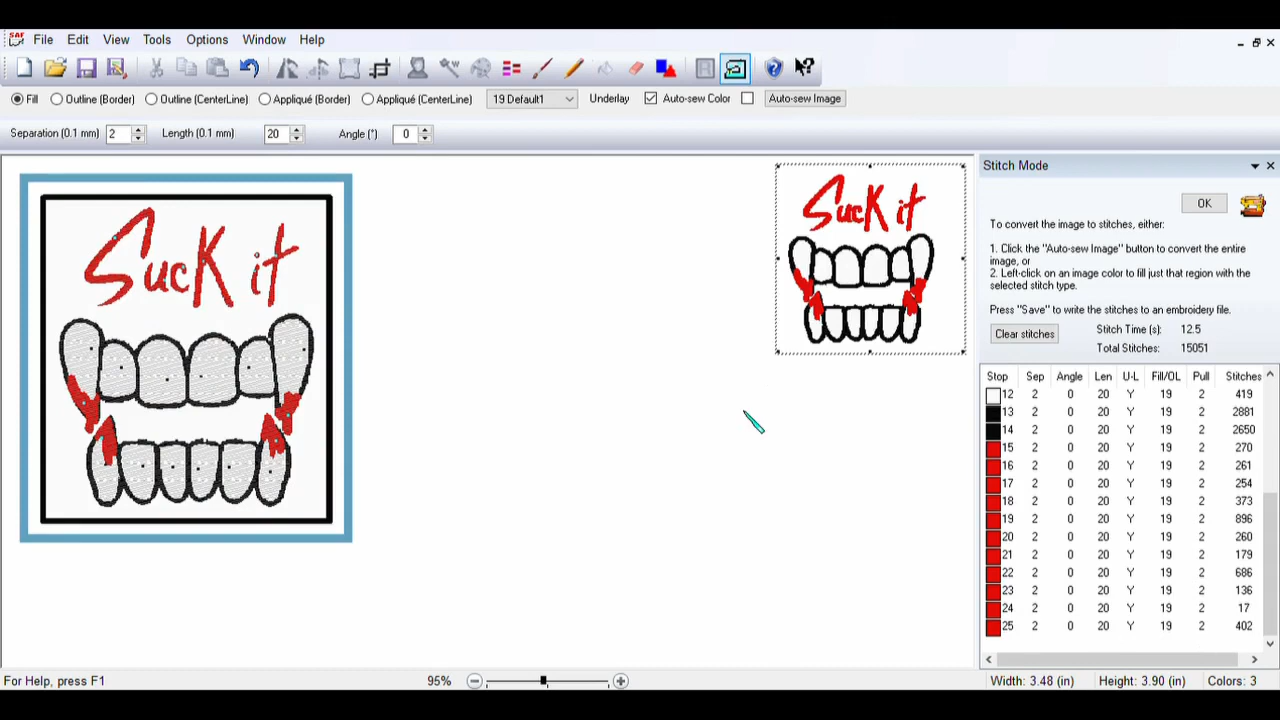 File Edit View Tools Options Window Help
Fill Outline (Border) Outline (CenterLine) Appliqué (Border) Appliqué (CenterLine) 19 Default1 Underlay Auto-sew Color Auto-sew Image
Separation (0.1 mm) 2 Length (0.1 mm) 20 Angle (°) 0
Suck it
Suck it
Stitch Mode
OK
To convert the image to stitches, either:
1. Click the "Auto-sew Image" button to convert the entire
image, or
2. Left-click on an image color to fill just that region with the
selected stitch type.
Press "Save" to write the stitches to an embroidery file.
Clear stitches Stitch Time (s): 12.5
Total Stitches: 15051
Stop Sep Angle Len U-L Fill/OL Pull Stitches
12 2 0 20 Y 19 2 419
13 2 0 20 Y 19 2 2881
14 2 0 20 Y 19 2 2650
15 2 0 20 Y 19 2 270
16 2 0 20 Y 19 2 261
17 2 0 20 Y 19 2 254
18 2 0 20 Y 19 2 373
19 2 0 20 Y 19 2 896
20 2 0 20 Y 19 2 260
21 2 0 20 Y 19 2 179
22 2 0 20 Y 19 2 686
23 2 0 20 Y 19 2 136
24 2 0 20 Y 19 2 17
25 2 0 20 Y 19 2 402
For Help, press F1 95% Width: 3.48 (in) Height: 3.90 (in) Colors: 3